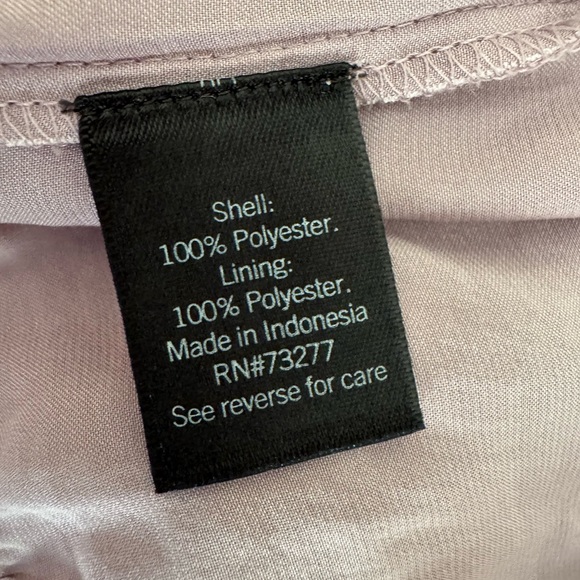 Shell:
100% Polyester.
Lining:
100% Polyester.
Made in Indonesia
RN#73277
See reverse for care